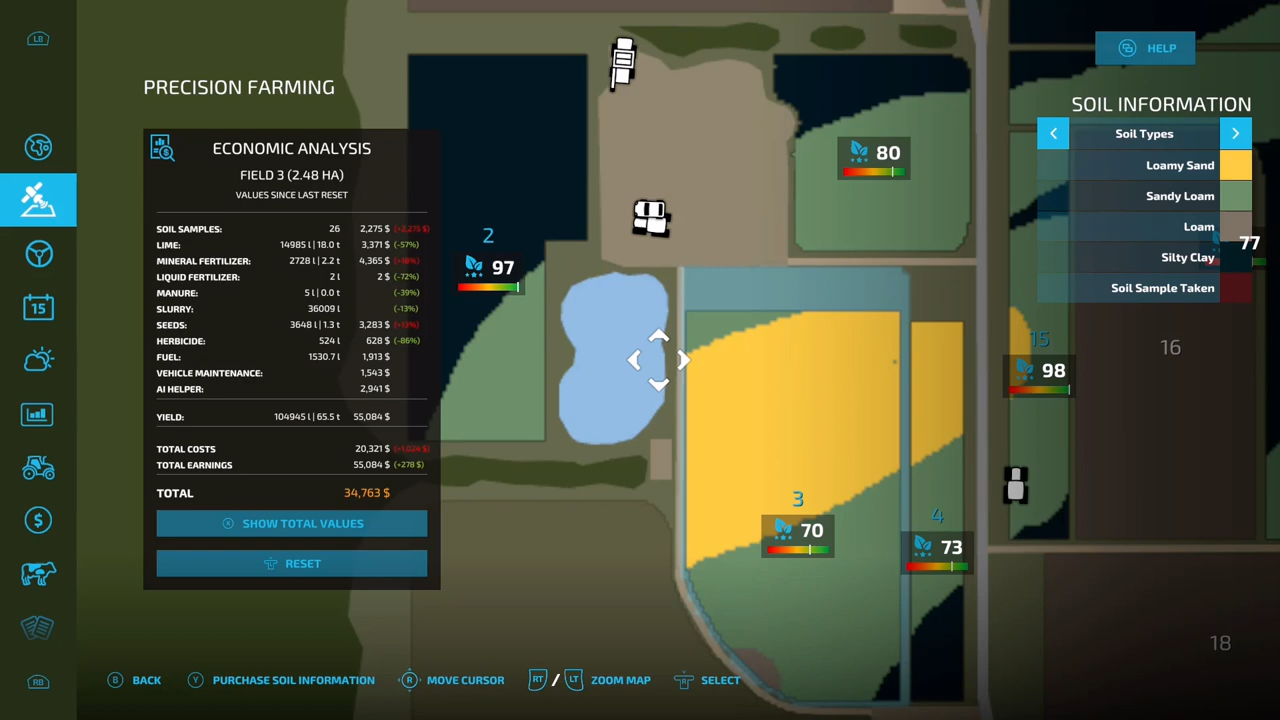 LB
HELP
PRECISION FARMING
SOIL INFORMATION
Soil Types
Loamy Sand
Sandy Loam
Loam
Silty Clay
Soil Sample Taken
ECONOMIC ANALYSIS
FIELD 3 (2.48 HA)
VALUES SINCE LAST RESET
SOIL SAMPLES: 26 2,275 $ (+2,275 $)
LIME: 14985 l | 18.0 t 3,371 $ (-57%)
MINERAL FERTILIZER: 2728 l | 2.2 t 4,365 $
LIQUID FERTILIZER: 2 l 2 $ (-72%)
MANURE: 5 l | 0.0 t (-39%)
SLURRY: 36009 l (-13%)
SEEDS: 3648 l | 1.3 t 3,283 $ (+13%)
HERBICIDE: 524 l 628 $ (-86%)
FUEL: 1530.7 l 1,913 $
VEHICLE MAINTENANCE: 1,543 $
AI HELPER: 2,941 $
YIELD: 104945 l | 65.5 t 55,084 $
TOTAL COSTS 20,321 $ (+1,024 $)
TOTAL EARNINGS 55,084 $ (+278 $)
TOTAL 34,763 $
X SHOW TOTAL VALUES
RESET
80
2
97
77
15
98
16
3
70
4
73
18
15
$
RB
B BACK
Y PURCHASE SOIL INFORMATION
R MOVE CURSOR
RT / LT ZOOM MAP
SELECT